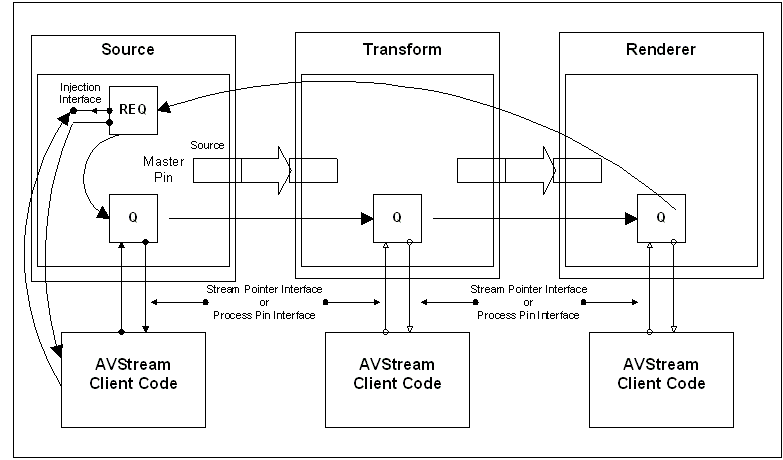 Source
Transform
Renderer
Injection
Interface
REQ
Source
Master
Pin
Q
Q
Q
Stream Pointer Interface
or
Process Pin Interface
Stream Pointer Interface
or
Process Pin Interface
AVStream
Client Code
AVStream
Client Code
AVStream
Client Code